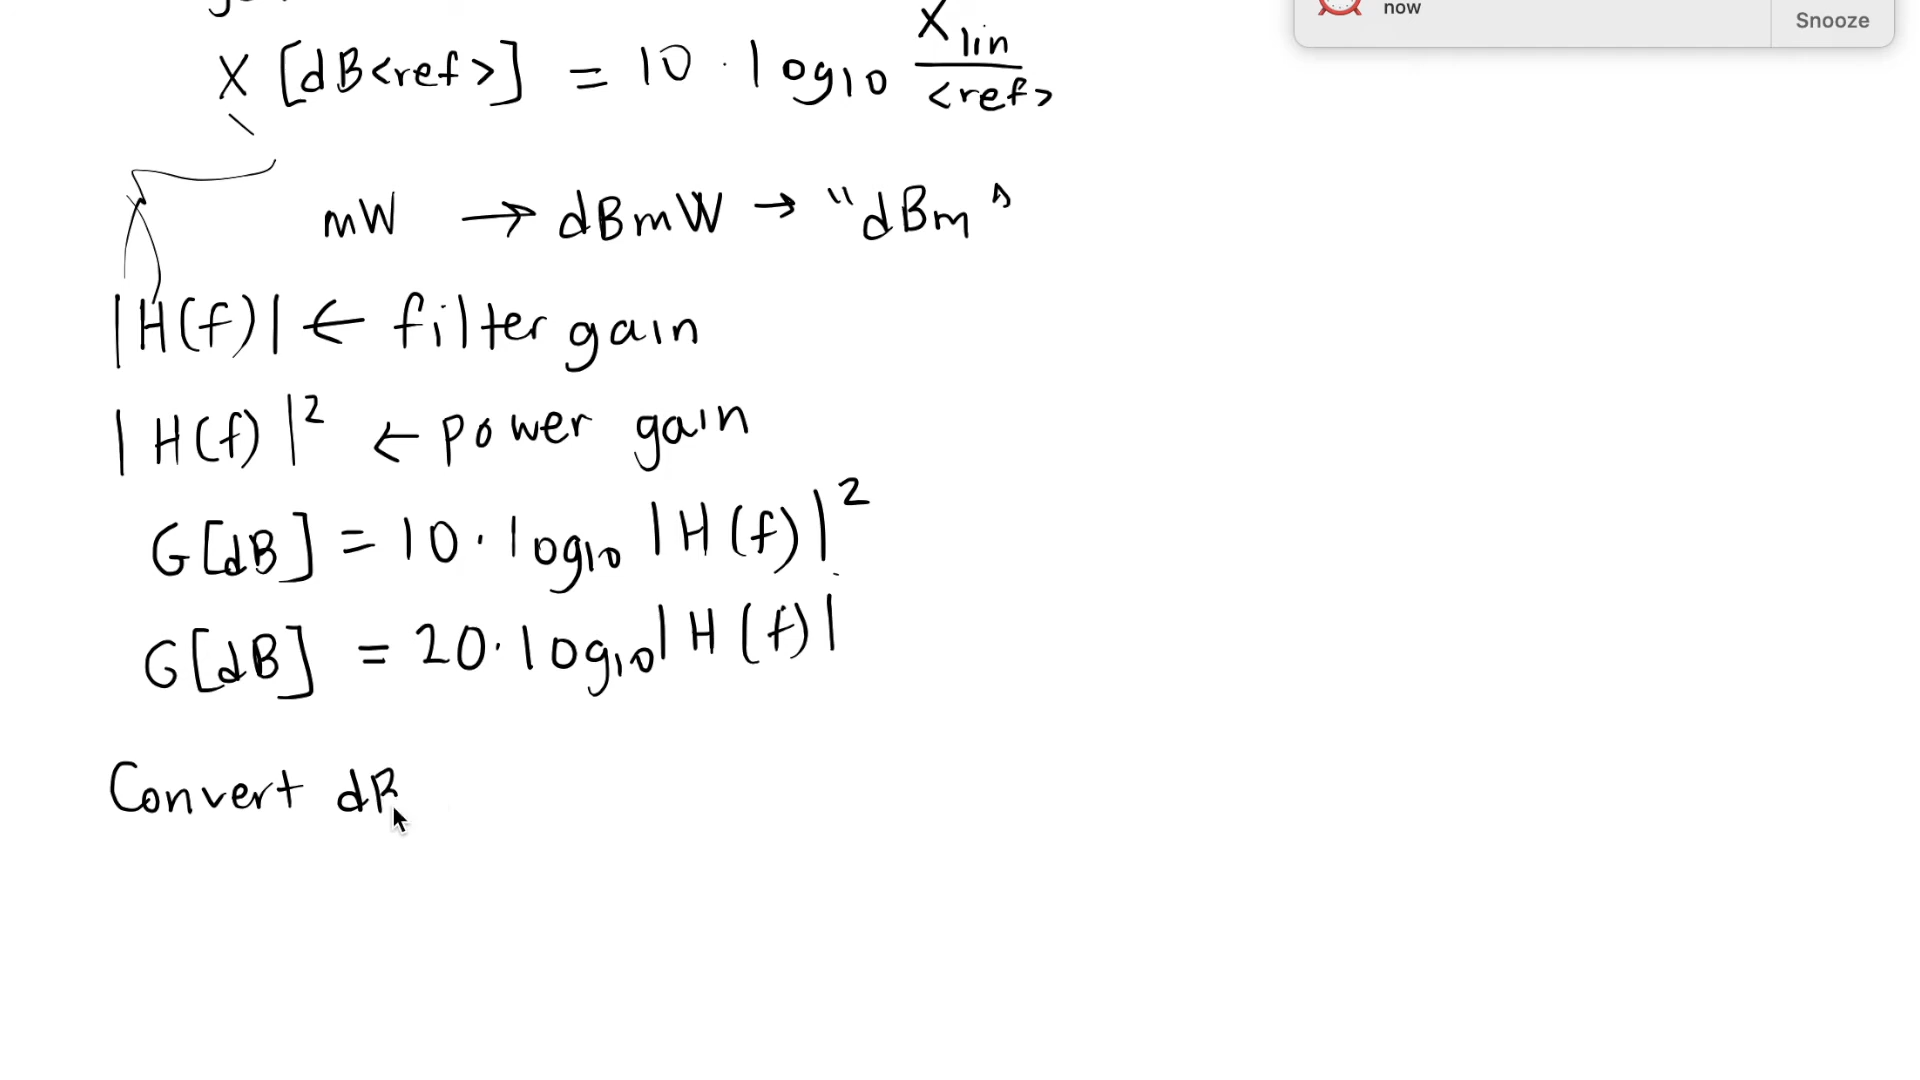 now
Snooze
X [dB<ref>] = 10 · log10 Xlin / <ref>
mW → dBmW → "dBm"
|H(f)| ← filter gain
|H(f)|² ← power gain
G[dB] = 10 · log10 |H(f)|²
G[dB] = 20 · log10 |H(f)|
Convert dB